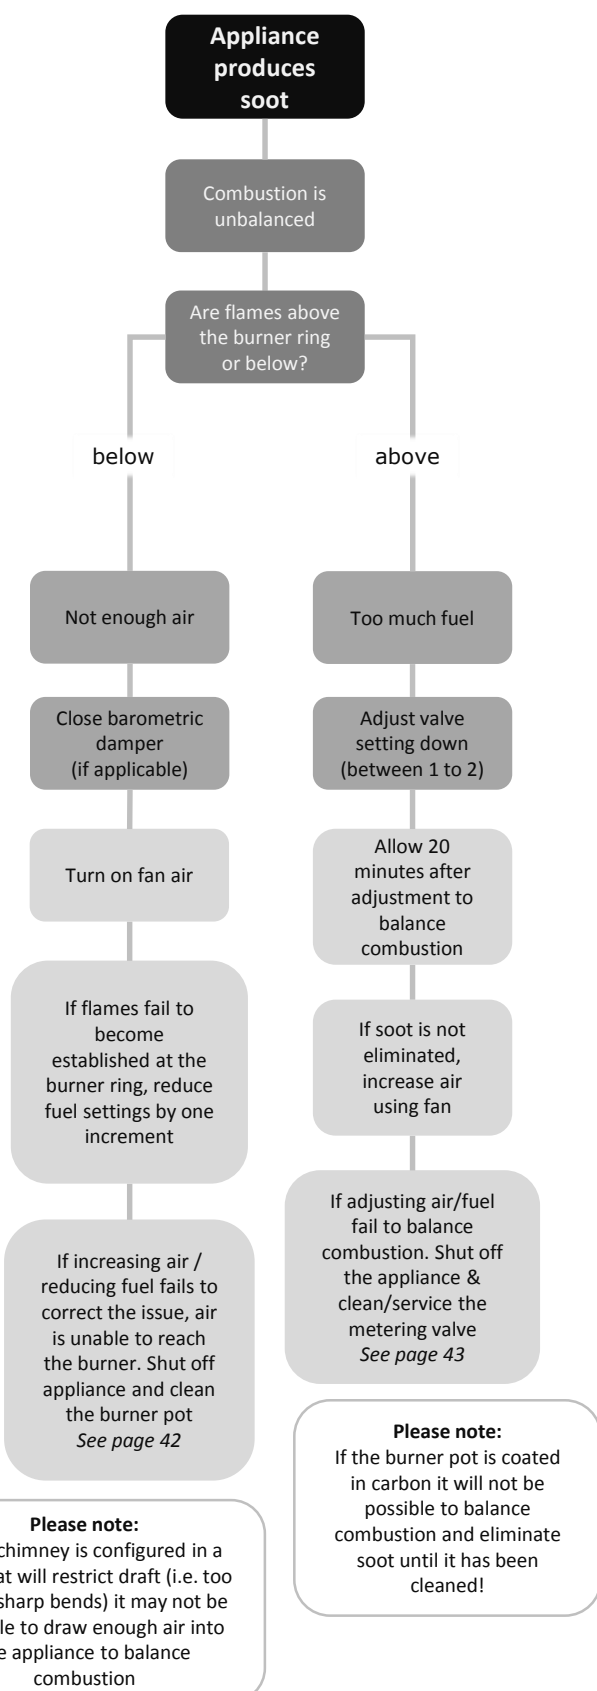 Appliance
produces
soot
Combustion is
unbalanced
Are flames above
the burner ring
or below?
below
above
Not enough air
Too much fuel
Close barometric
damper
(if applicable)
Adjust valve
setting down
(between 1 to 2)
Turn on fan air
Allow 20
minutes after
adjustment to
balance
combustion
If flames fail to
become
established at the
burner ring, reduce
fuel settings by one
increment
If soot is not
eliminated,
increase air
using fan
If increasing air /
reducing fuel fails to
correct the issue, air
is unable to reach
the burner. Shut off
appliance and clean
the burner pot
See page 42
If adjusting air/fuel
fail to balance
combustion. Shut off
the appliance &
clean/service the
metering valve
See page 43
Please note:
If the burner pot is coated
in carbon it will not be
possible to balance
combustion and eliminate
soot until it has been
cleaned!
Please note:
chimney is configured in a
will restrict draft (i.e. too
sharp bends) it may not be
to draw enough air into
appliance to balance
combustion